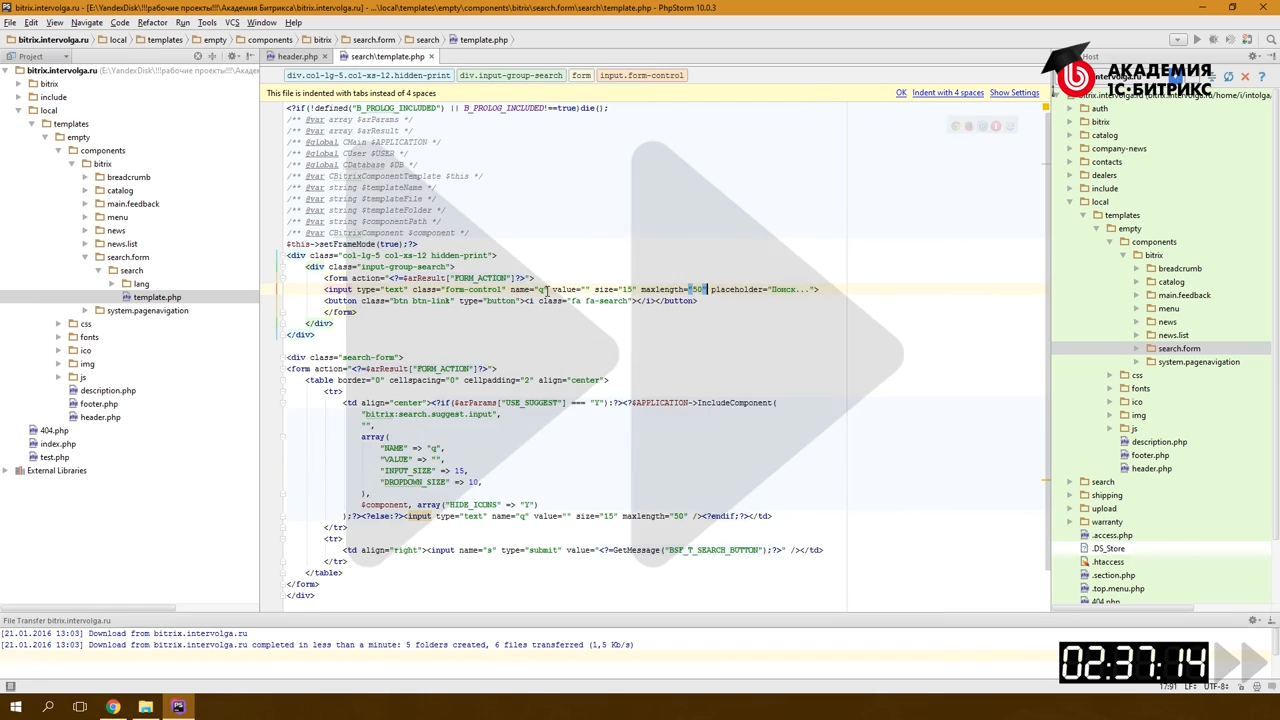 bitrix.intervolga.ru - [E:\YandexDisk\!!!рабочие проекты!!!\Академия Битрикса\bitrix.intervolga.ru] - ...\local\templates\empty\components\bitrix\search.form\search\template.php - PhpStorm 10.0.3
File Edit View Navigate Code Refactor Run Tools VCS Window Help
bitrix.intervolga.ru local templates empty components bitrix search.form search template.php
Project
header.php search\template.php
Host
АКАДЕМИЯ
1С-БИТРИКС
div.col-lg-5.col-xs-12.hidden-print div.input-group-search form input.form-control
This file is indented with tabs instead of 4 spaces OK Indent with 4 spaces Show Settings
bitrix.intervolga.ru (E:\YandexDisk\!!!рабочие проекты!!!\Академи
bitrix
include
local
templates
empty
components
bitrix
breadcrumb
catalog
main.feedback
menu
news
news.list
search.form
search
lang
template.php
system.pagenavigation
css
fonts
ico
img
js
description.php
footer.php
header.php
404.php
index.php
test.php
External Libraries
<?if(!defined("B_PROLOG_INCLUDED") || B_PROLOG_INCLUDED!==true)die();
/** @var array $arParams */
/** @var array $arResult */
/** @global CMain $APPLICATION */
/** @global CUser $USER */
/** @global CDatabase $DB */
/** @var CBitrixComponentTemplate $this */
/** @var string $templateName */
/** @var string $templateFile */
/** @var string $templateFolder */
/** @var string $componentPath */
/** @var CBitrixComponent $component */
$this->setFrameMode(true);?>
<div class="col-lg-5 col-xs-12 hidden-print">
<div class="input-group-search">
<form action="<?=$arResult["FORM_ACTION"]?>">
<input type="text" class="form-control" name="q" value="" size="15" maxlength="50" placeholder="Поиск...">
<button class="btn btn-link" type="button"><i class="fa fa-search"></i></button>
</form>
</div>
</div>
<div class="search-form">
<form action="<?=$arResult["FORM_ACTION"]?>">
<table border="0" cellspacing="0" cellpadding="2" align="center">
<tr>
<td align="center"><?if($arParams["USE_SUGGEST"] === "Y"):?><?$APPLICATION->IncludeComponent(
"bitrix:search.suggest.input",
"",
array(
"NAME" => "q",
"VALUE" => "",
"INPUT_SIZE" => 15,
"DROPDOWN_SIZE" => 10,
),
$component, array("HIDE_ICONS" => "Y")
);?><?else:?><input type="text" name="q" value="" size="15" maxlength="50" /><?endif;?></td>
</tr>
<tr>
<td align="right"><input name="s" type="submit" value="<?=GetMessage("BSF_T_SEARCH_BUTTON");?>" /></td>
</tr>
</table>
</form>
</div>
auth
bitrix
catalog
company-news
contacts
dealers
include
local
templates
empty
components
bitrix
breadcrumb
catalog
main.feedback
menu
news
news.list
search.form
system.pagenavigation
css
fonts
ico
img
js
description.php
footer.php
header.php
search
shipping
upload
warranty
.access.php
.DS_Store
.htaccess
.section.php
.top.menu.php
404.php
File Transfer bitrix.intervolga.ru
[21.01.2016 13:03] Download from bitrix.intervolga.ru
[21.01.2016 13:03] Download from bitrix.intervolga.ru completed in less than a minute: 5 folders created, 6 files transferred (1,5 Kb/s)
02:37:14
17:91 LF÷ UTF-8÷